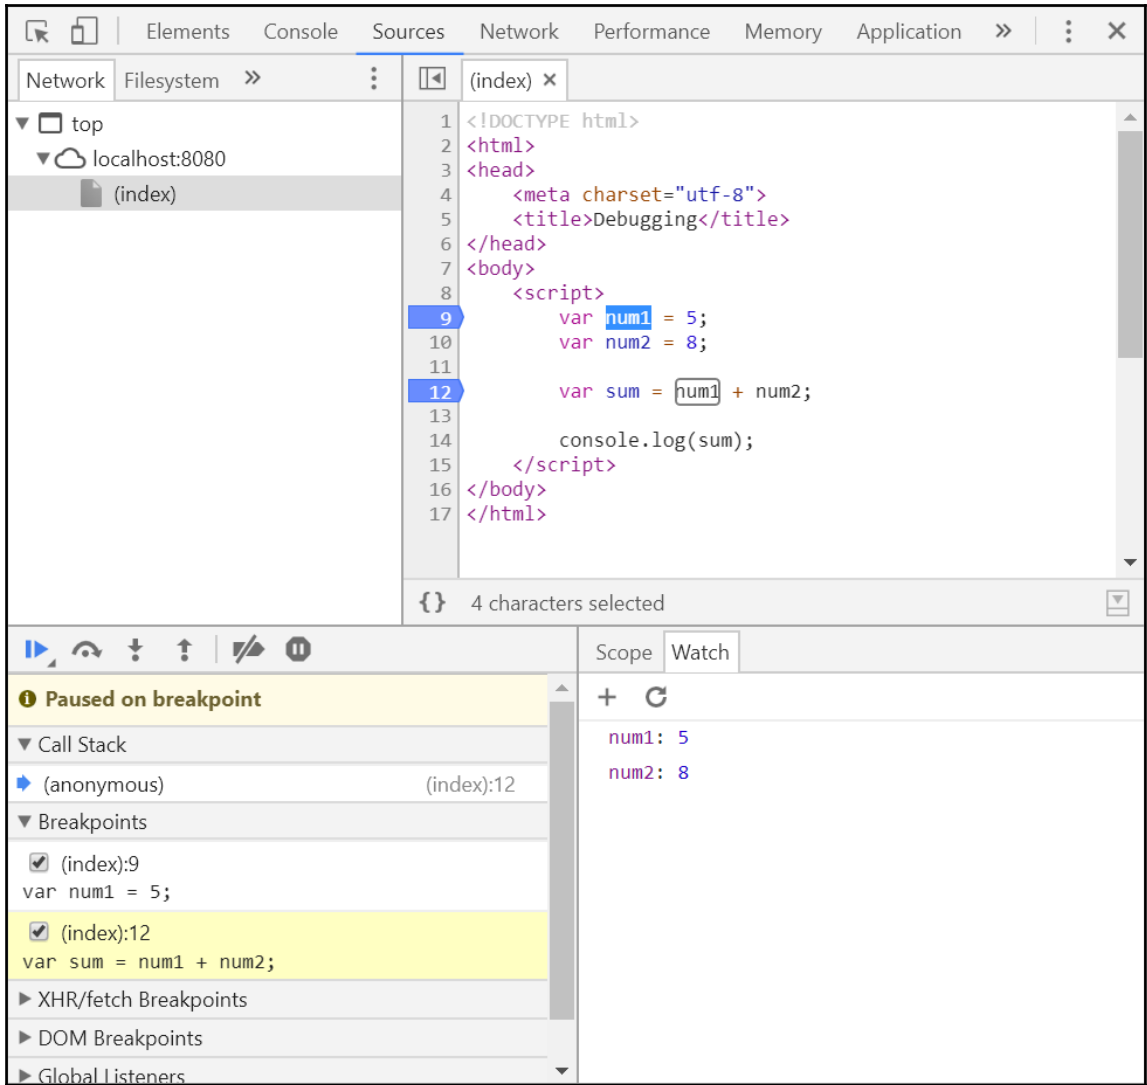 Elements Console Sources Network Performance Memory Application »
Network Filesystem »
(index) ×
top
localhost:8080
(index)
1 <!DOCTYPE html>
2 <html>
3 <head>
4     <meta charset="utf-8">
5     <title>Debugging</title>
6 </head>
7 <body>
8     <script>
9         var num1 = 5;
10         var num2 = 8;
11
12         var sum = num1 + num2;
13
14         console.log(sum);
15     </script>
16 </body>
17 </html>
{} 4 characters selected
Paused on breakpoint
Call Stack
(anonymous) (index):12
Breakpoints
(index):9
var num1 = 5;
(index):12
var sum = num1 + num2;
XHR/fetch Breakpoints
DOM Breakpoints
Global Listeners
Scope Watch
num1: 5
num2: 8